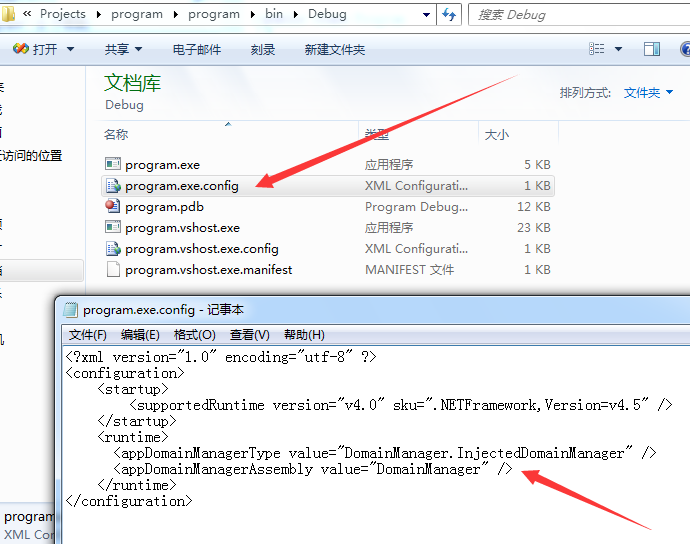 « Projects ▸ program ▸ program ▸ bin ▸ Debug
搜索 Debug
打开 共享 电子邮件 刻录 新建文件夹
文档库
Debug
排列方式: 文件夹
名称 类型 大小
访问的位置
program.exe 应用程序 5 KB
program.exe.config XML Configurati... 1 KB
program.pdb Program Debug... 12 KB
program.vshost.exe 应用程序 23 KB
program.vshost.exe.config XML Configurati... 1 KB
program.vshost.exe.manifest MANIFEST 文件 1 KB
program.exe.config - 记事本
文件(F) 编辑(E) 格式(O) 查看(V) 帮助(H)
<?xml version="1.0" encoding="utf-8" ?>
<configuration>
<startup>
<supportedRuntime version="v4.0" sku=".NETFramework,Version=v4.5" />
</startup>
<runtime>
<appDomainManagerType value="DomainManager.InjectedDomainManager" />
<appDomainManagerAssembly value="DomainManager" />
</runtime>
</configuration>
program
XML Con